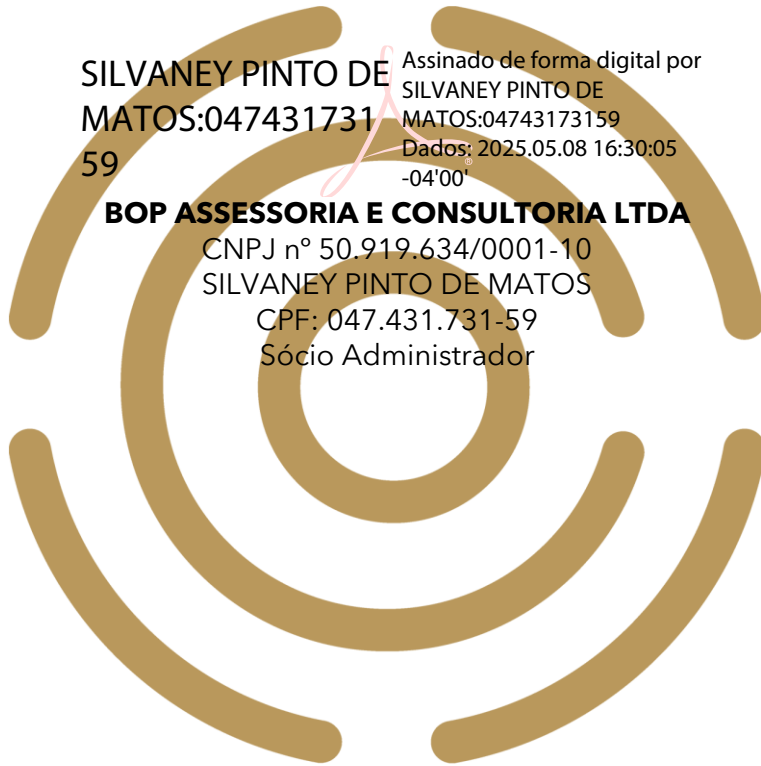 SILVANEY PINTO DE
MATOS:047431731
59
Assinado de forma digital por
SILVANEY PINTO DE
MATOS:04743173159
Dados: 2025.05.08 16:30:05
-04'00'
BOP ASSESSORIA E CONSULTORIA LTDA
CNPJ nº 50.919.634/0001-10
SILVANEY PINTO DE MATOS
CPF: 047.431.731-59
Sócio Administrador